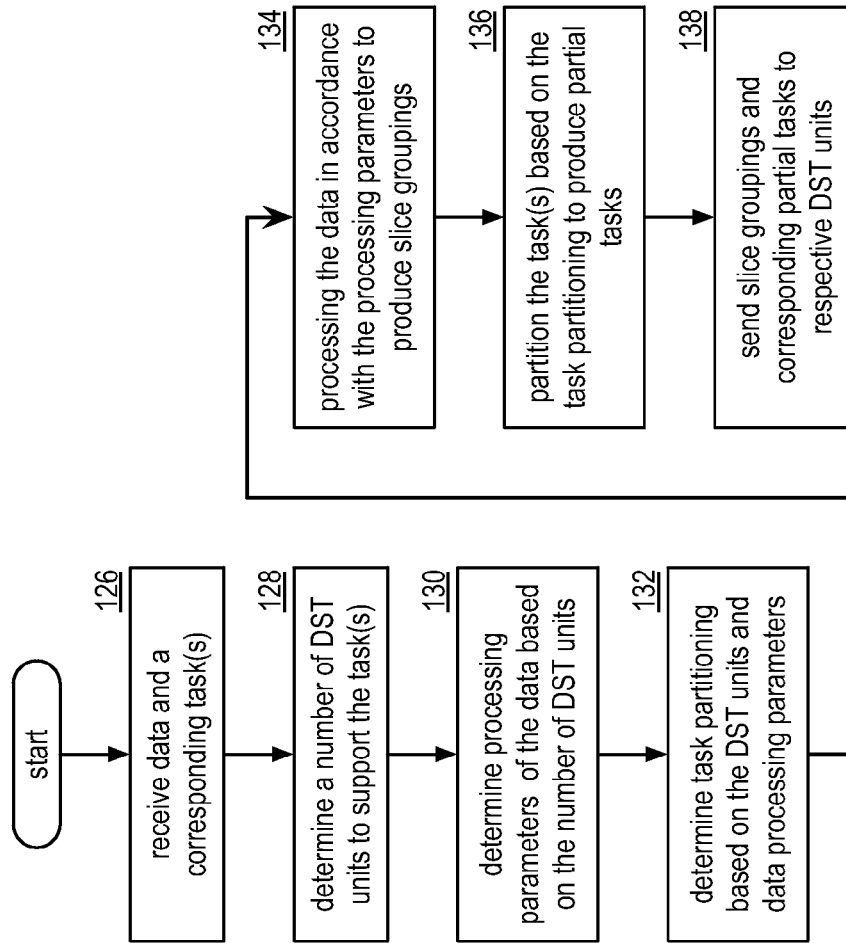 start
126
receive data and a
corresponding task(s)
128
determine a number of DST
units to support the task(s)
130
determine processing
parameters of the data based
on the number of DST units
132
determine task partitioning
based on the DST units and
data processing parameters
134
processing the data in accordance
with the processing parameters to
produce slice groupings
136
partition the task(s) based on the
task partitioning to produce partial
tasks
138
send slice groupings and
corresponding partial tasks to
respective DST units